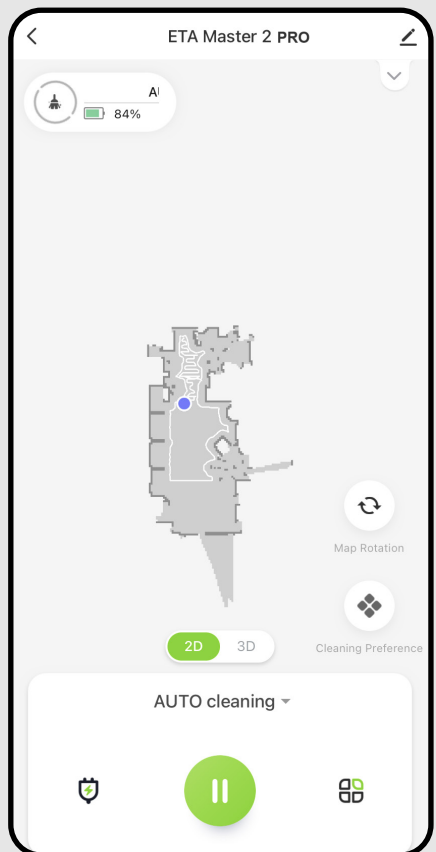 ETA Master 2 PRO
84%
Map Rotation
Cleaning Preference
2D 3D
AUTO cleaning